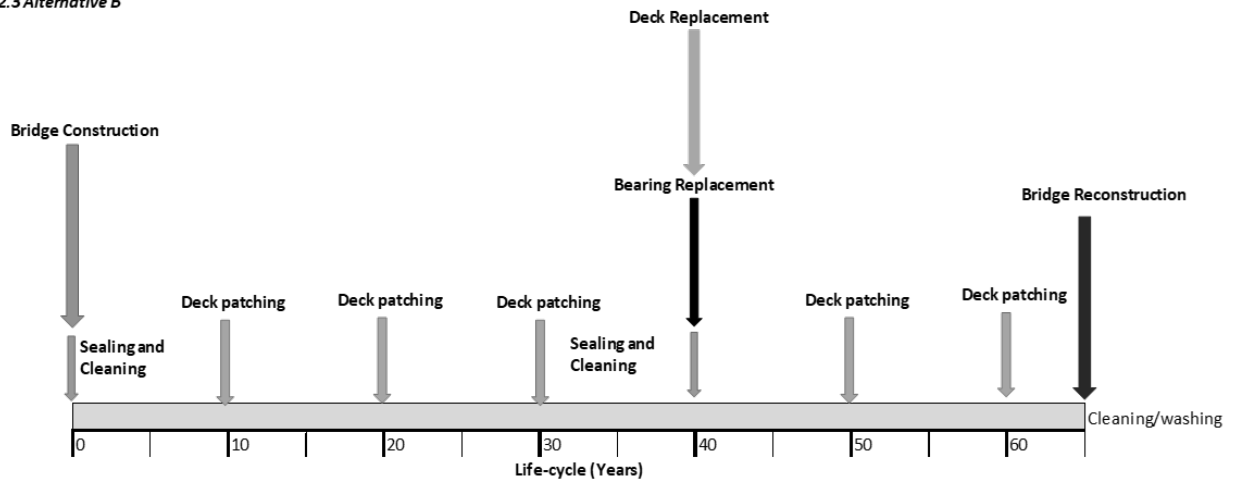 2.3 Alternative B
Deck Replacement
Bridge Construction
Bearing Replacement
Bridge Reconstruction
Deck patching
Deck patching
Deck patching
Deck patching
Deck patching
Sealing and
Cleaning
Sealing and
Cleaning
Cleaning/washing
0 10 20 30 40 50 60
Life-cycle (Years)